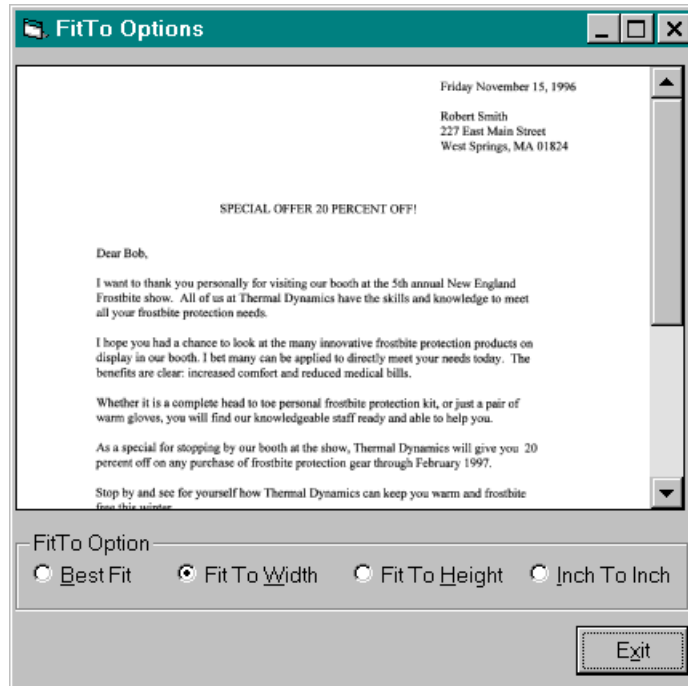 FitTo Options
Friday November 15, 1996
Robert Smith
227 East Main Street
West Springs, MA 01824
SPECIAL OFFER 20 PERCENT OFF!
Dear Bob,
I want to thank you personally for visiting our booth at the 5th annual New England
Frostbite show.  All of us at Thermal Dynamics have the skills and knowledge to meet
all your frostbite protection needs.
I hope you had a chance to look at the many innovative frostbite protection products on
display in our booth. I bet many can be applied to directly meet your needs today.  The
benefits are clear: increased comfort and reduced medical bills.
Whether it is a complete head to toe personal frostbite protection kit, or just a pair of
warm gloves, you will find our knowledgeable staff ready and able to help you.
As a special for stopping by our booth at the show, Thermal Dynamics will give you  20
percent off on any purchase of frostbite protection gear through February 1997.
Stop by and see for yourself how Thermal Dynamics can keep you warm and frostbite
free this winter
FitTo Option
Best Fit Fit To Width Fit To Height Inch To Inch
Exit